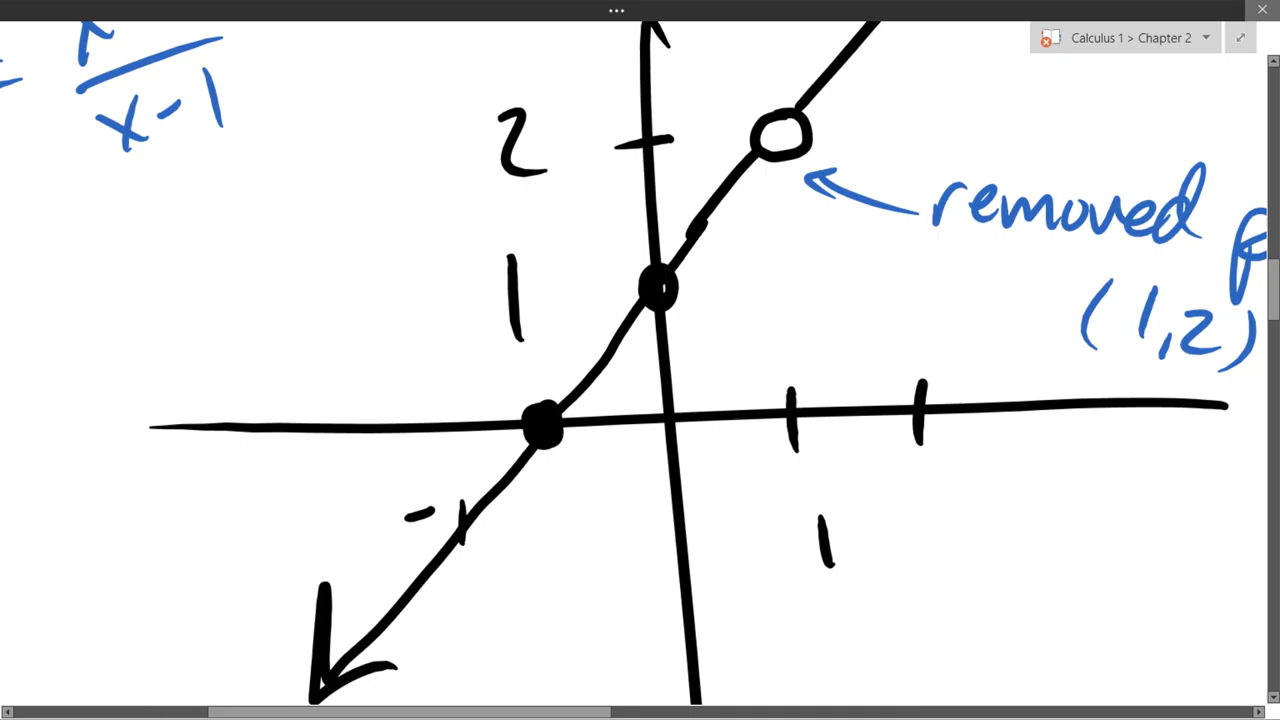 Calculus 1 > Chapter 2
x - 1
2
removed
1
(1,2)
-1
1